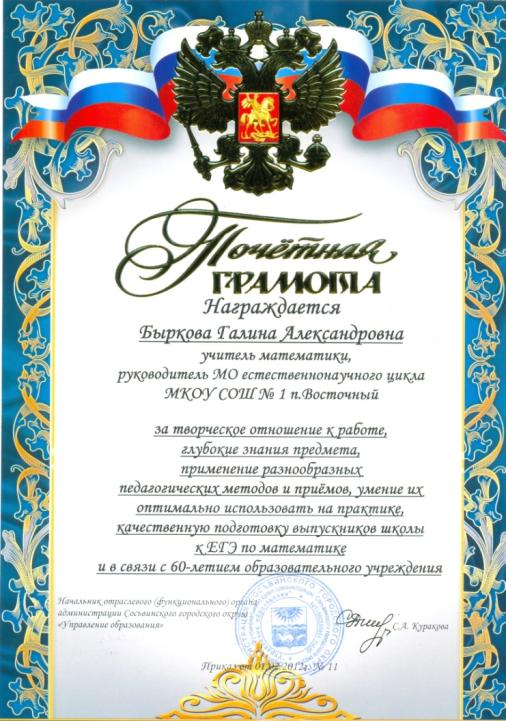 Почётная
ГРАМОТА
Награждается
Быркова Галина Александровна
учитель математики,
руководитель МО естественнонаучного цикла
МКОУ СОШ № 1 п.Восточный
за творческое отношение к работе,
глубокие знания предмета,
применение разнообразных
педагогических методов и приёмов, умение их
оптимально использовать на практике,
качественную подготовку выпускников школы
к ЕГЭ по математике
и в связи с 60-летием образовательного учреждения
Начальник отраслевого (функционального) органа
администрации Сосьвинского городского округа
«Управление образования»
С.А. Куракова
Приказ от 01.02.2012г. № 11